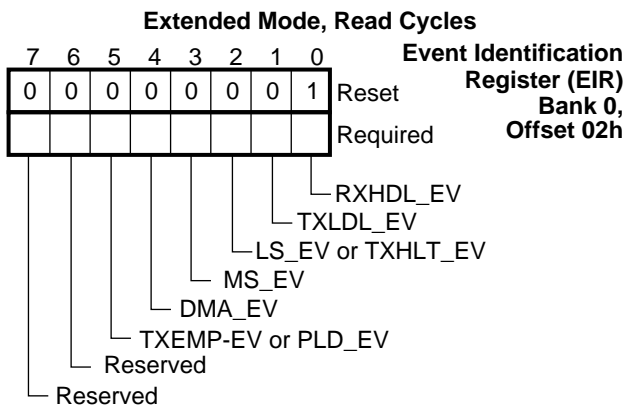 Extended Mode, Read Cycles
Event Identification
Register (EIR)
Bank 0,
Offset 02h
7 6 5 4 3 2 1 0
0 0 0 0 0 0 0 1 Reset
Required
RXHDL_EV
TXLDL_EV
LS_EV or TXHLT_EV
MS_EV
DMA_EV
TXEMP-EV or PLD_EV
Reserved
Reserved